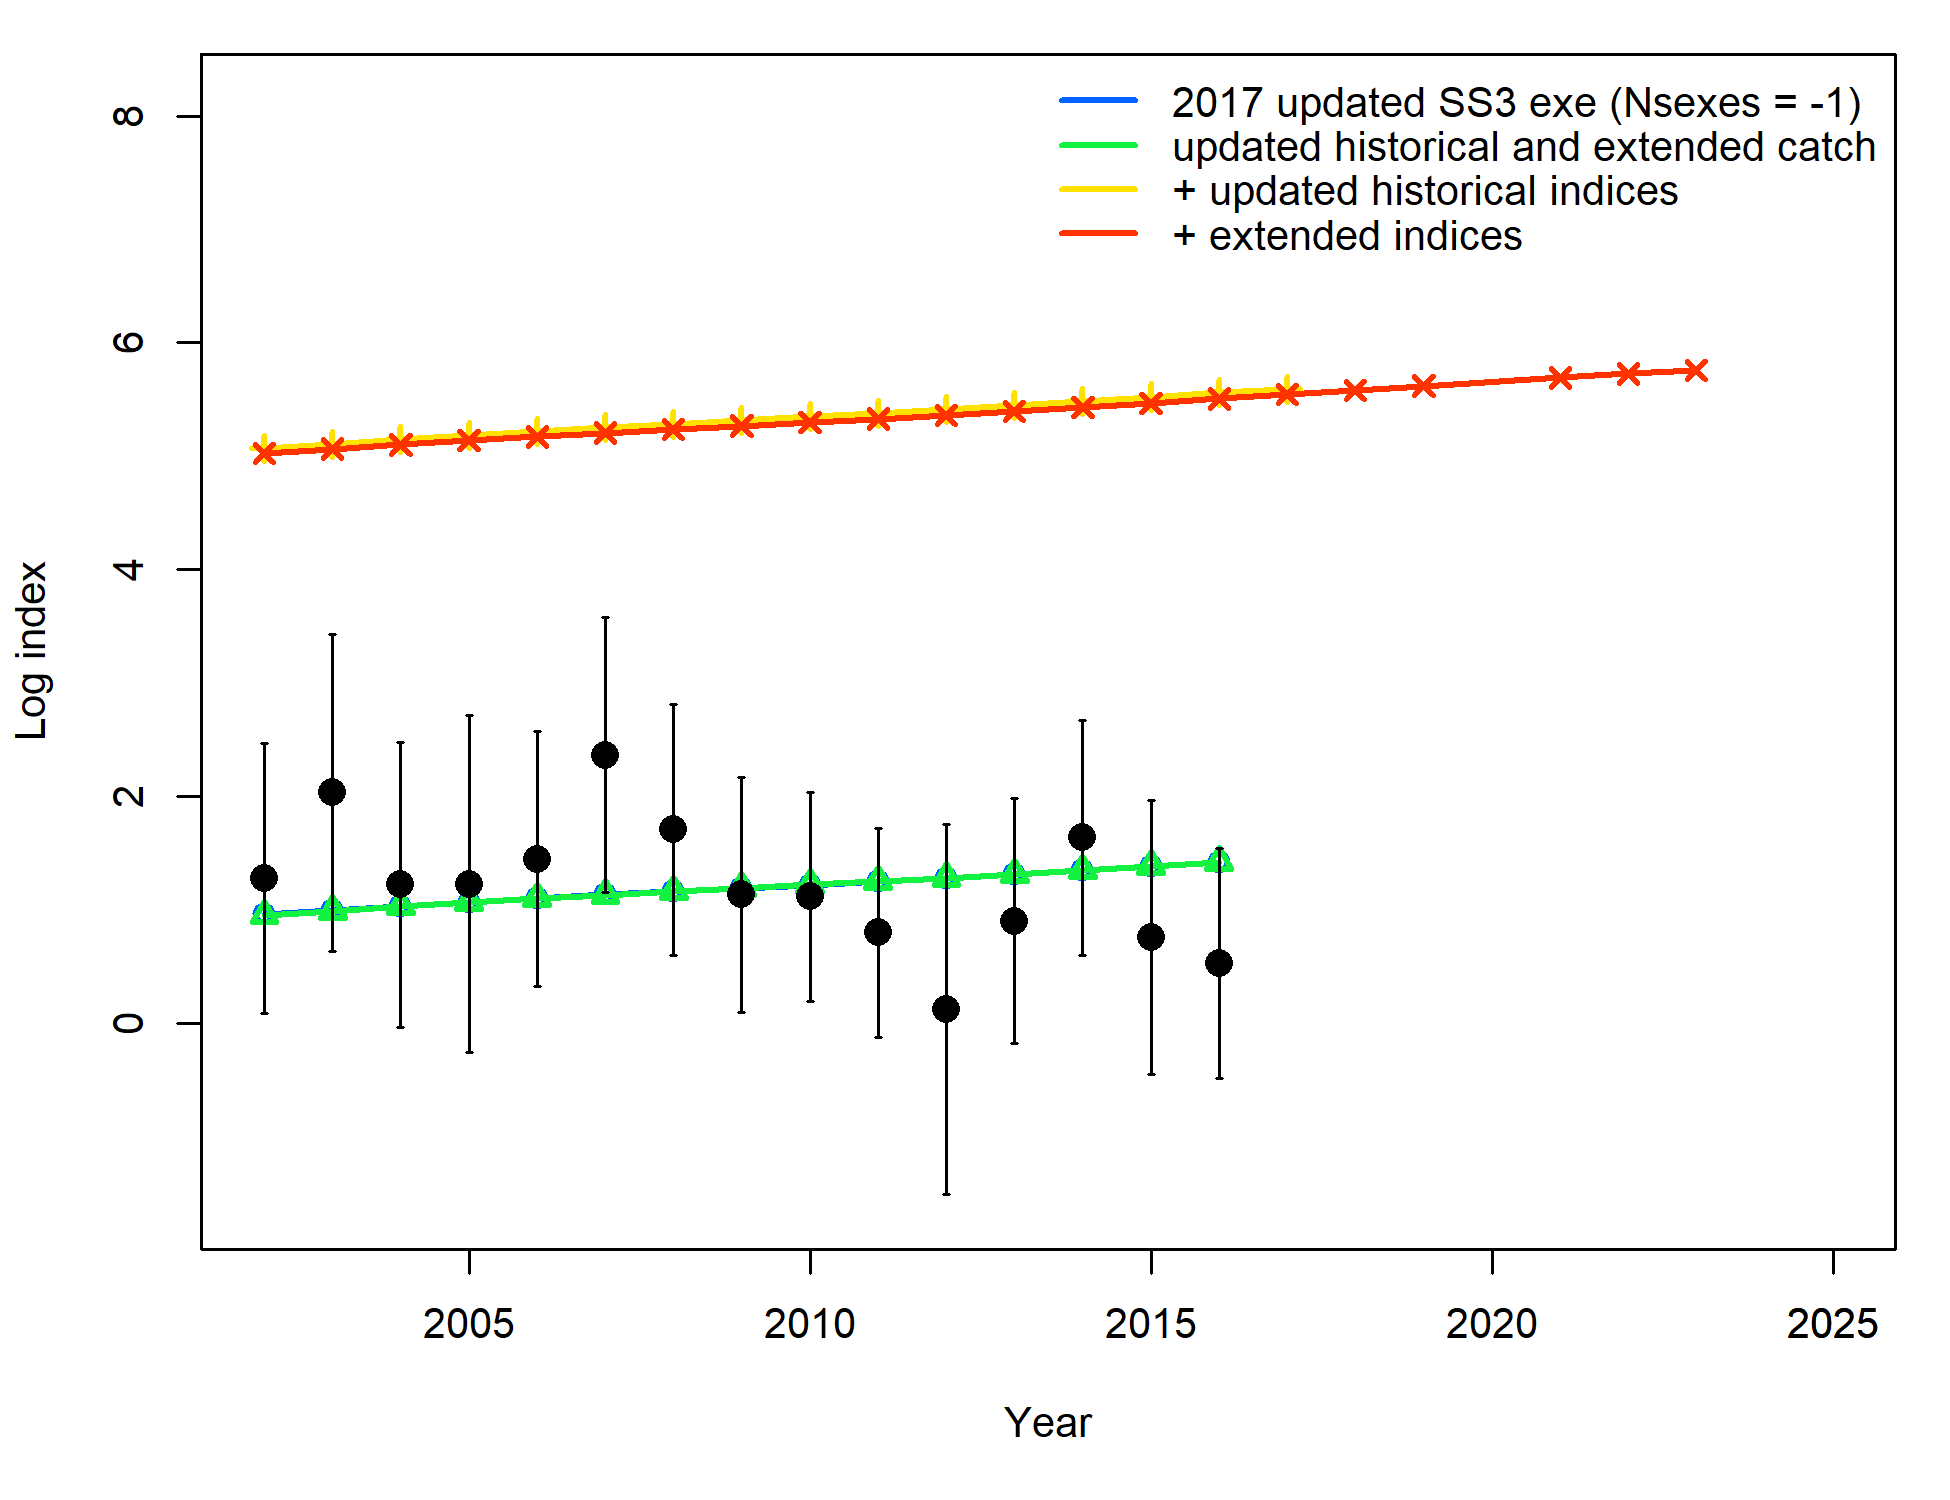 2017 updated SS3 exe (Nsexes = -1)
updated historical and extended catch
+ updated historical indices
+ extended indices
8
6
4
2
0
Log index
2005 2010 2015 2020 2025
Year